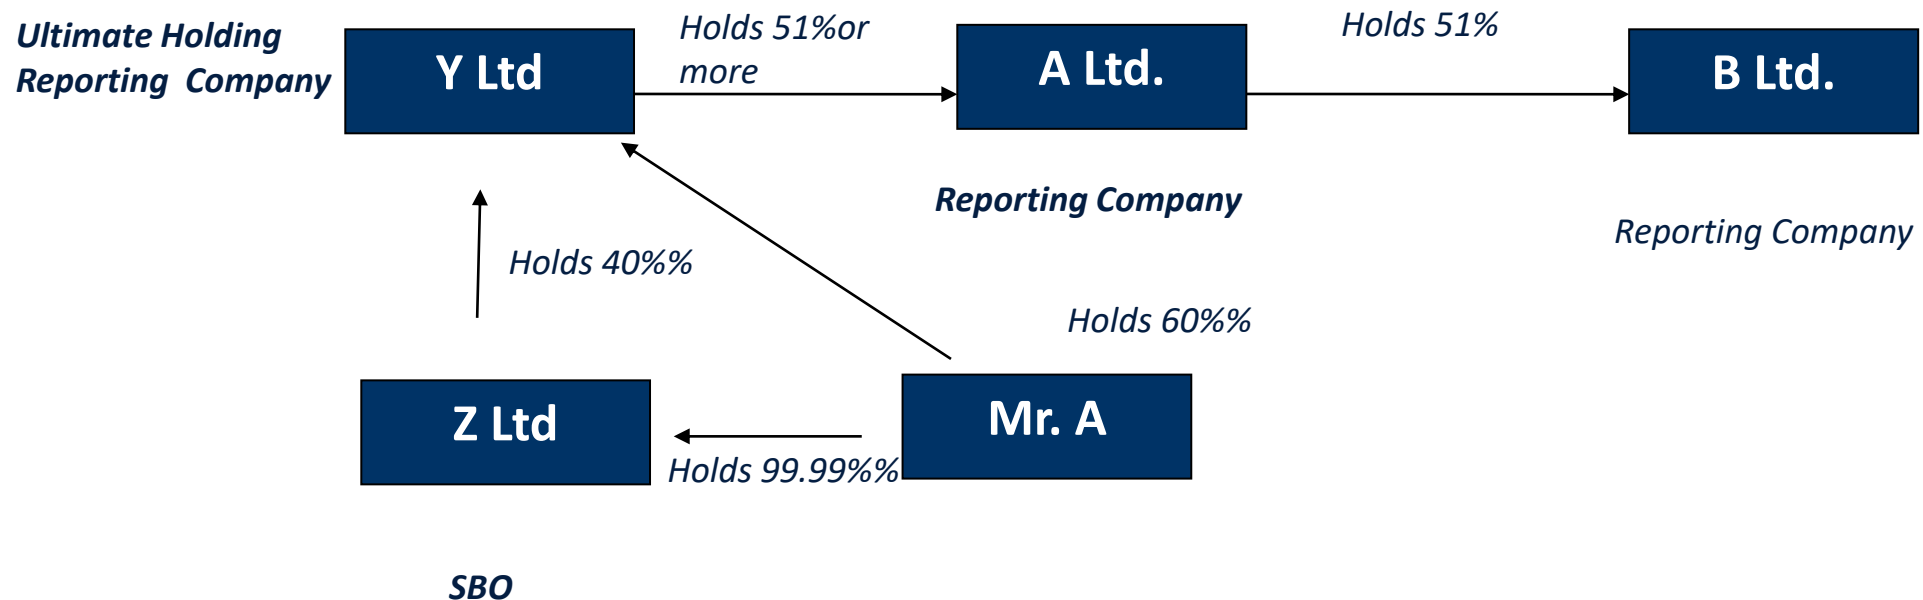 Ultimate Holding
Reporting Company
Y Ltd
Holds 51%or
more
A Ltd.
Holds 51%
B Ltd.
Reporting Company
Reporting Company
Holds 40%%
Holds 60%%
Z Ltd
Holds 99.99%%
Mr. A
SBO